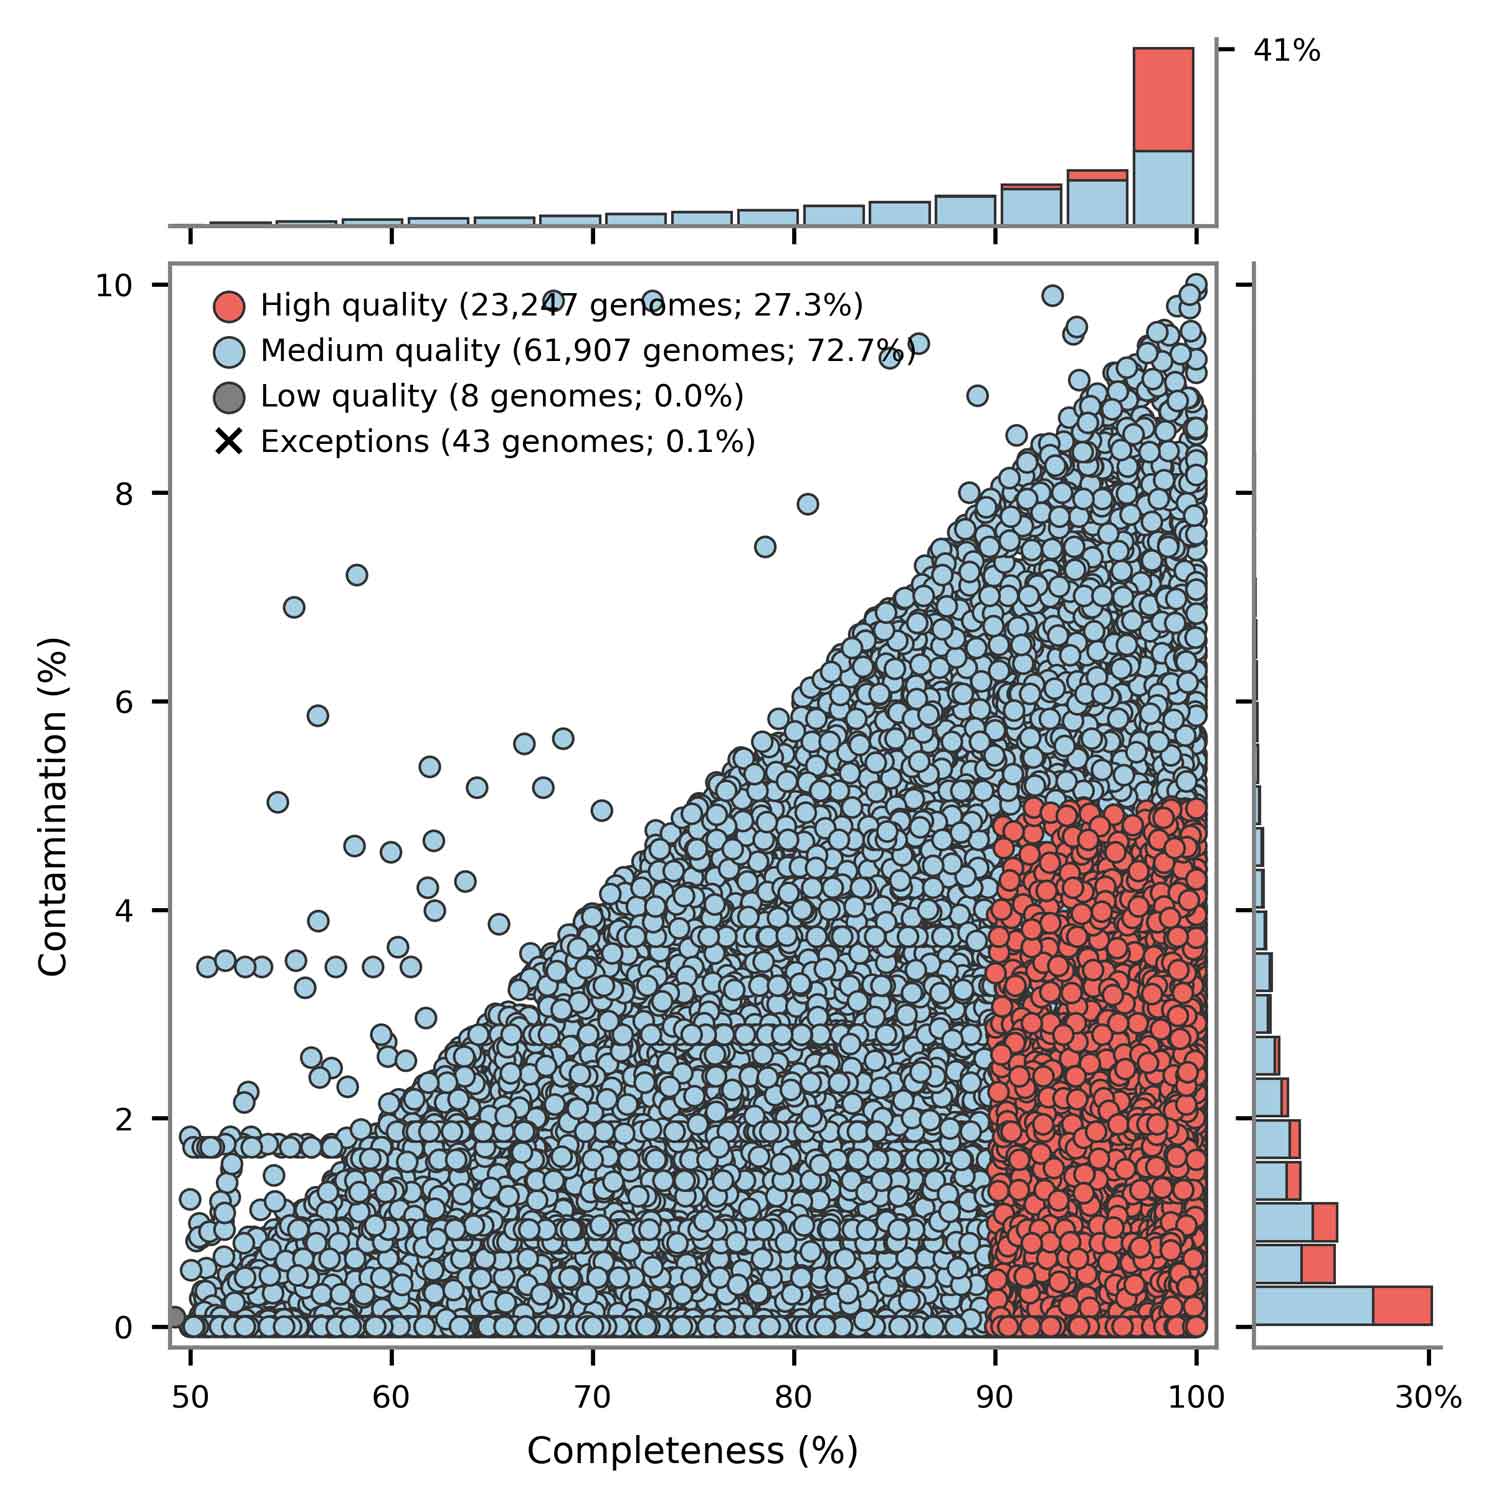 41%
10
High quality (23,247 genomes; 27.3%)
Medium quality (61,907 genomes; 72.7%)
Low quality (8 genomes; 0.0%)
Exceptions (43 genomes; 0.1%)
8
6
4
2
0
Contamination (%)
50 60 70 80 90 100 30%
Completeness (%)